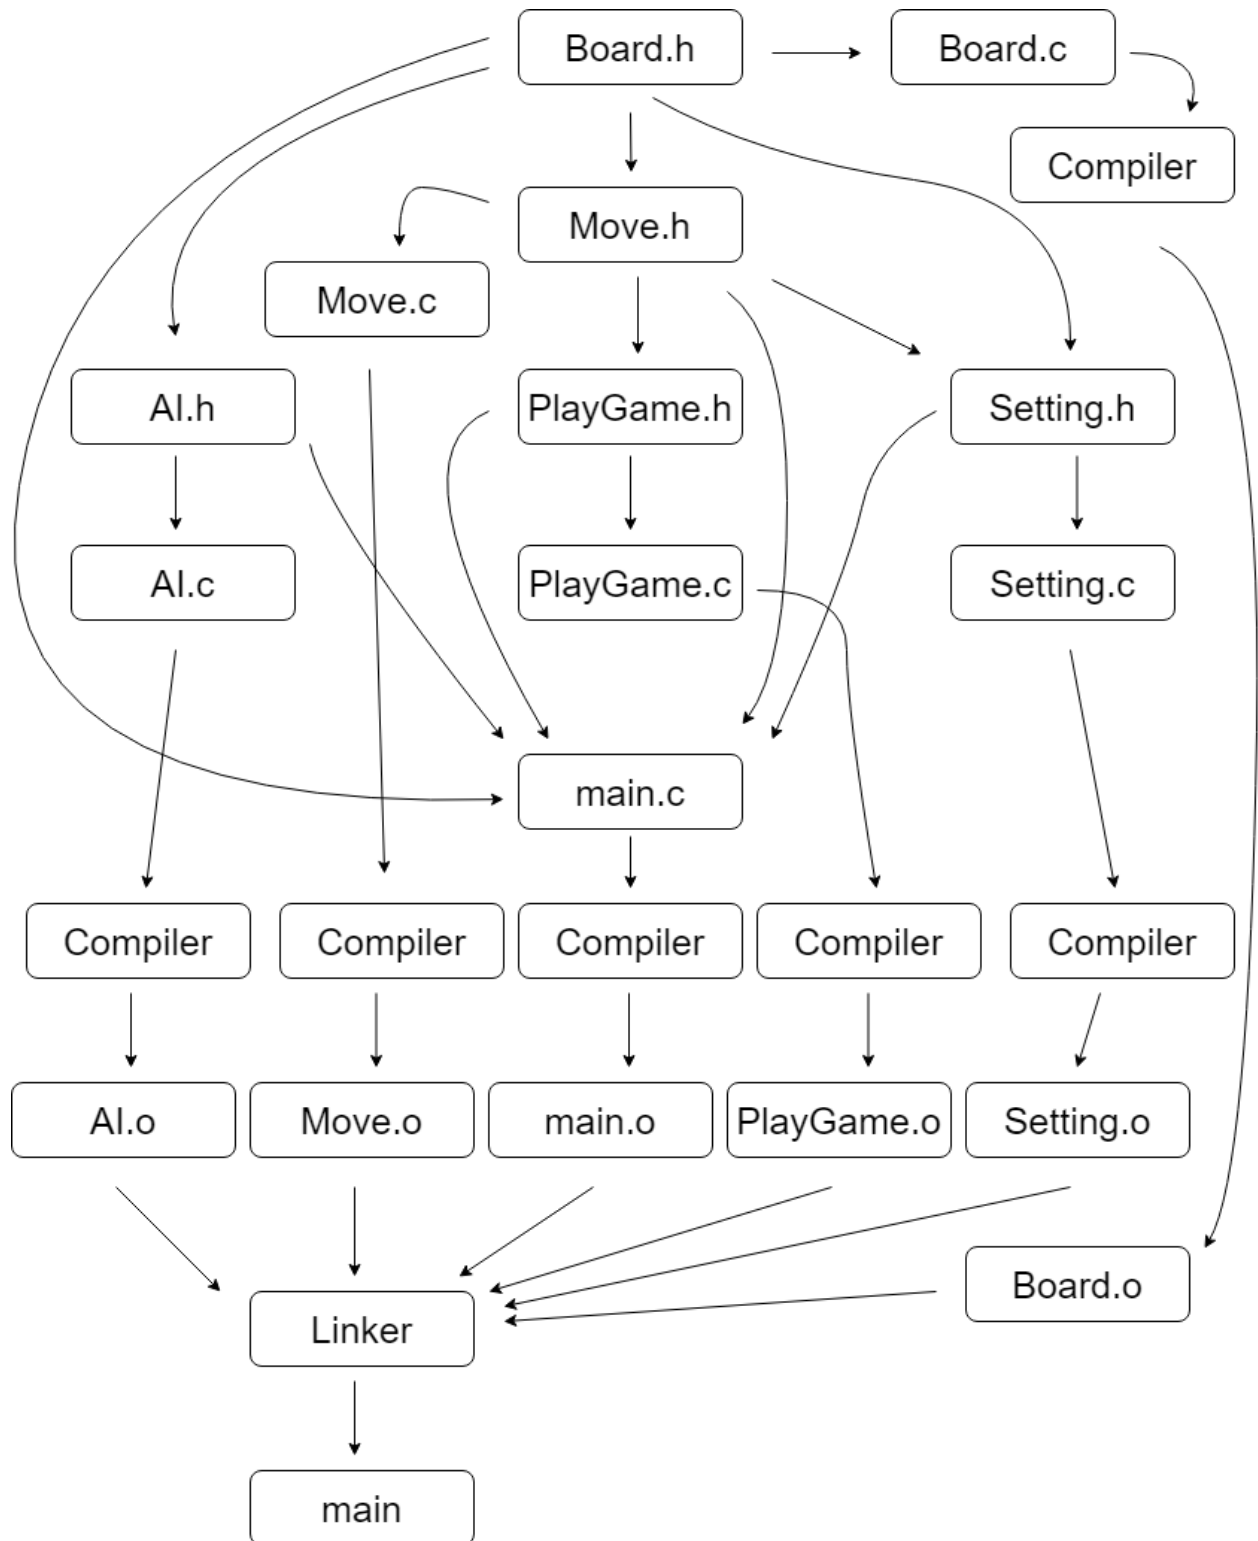 Board.h
Board.c
Compiler
Move.h
Move.c
AI.h
PlayGame.h
Setting.h
AI.c
PlayGame.c
Setting.c
main.c
Compiler
Compiler
Compiler
Compiler
Compiler
AI.o
Move.o
main.o
PlayGame.o
Setting.o
Board.o
Linker
main